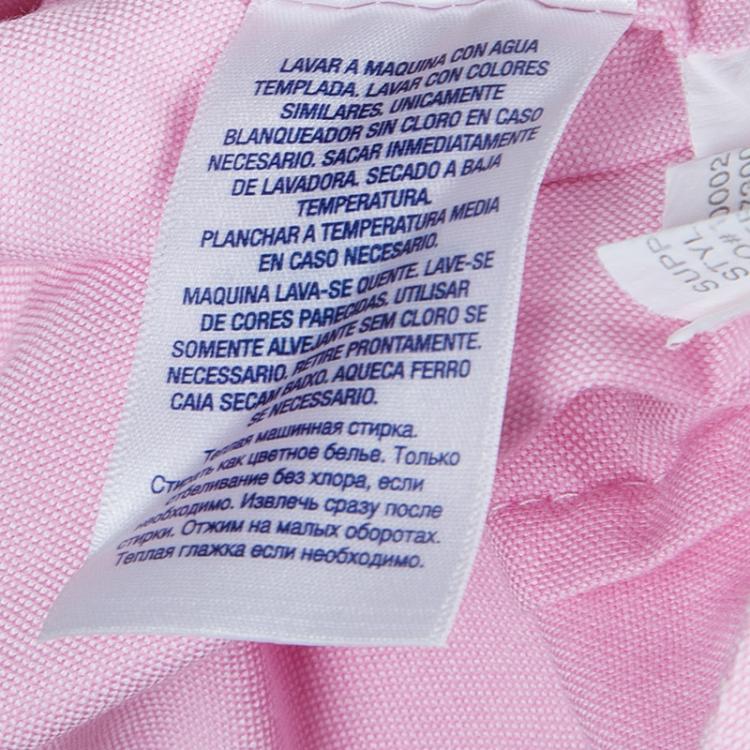 LAVAR A MAQUINA CON AGUA
TEMPLADA. LAVAR CON COLORES
SIMILARES. UNICAMENTE
BLANQUEADOR SIN CLORO EN CASO
NECESARIO. SACAR INMEDIATAMENTE
DE LAVADORA. SECADO A BAJA
TEMPERATURA.
PLANCHAR A TEMPERATURA MEDIA
EN CASO NECESARIO.
MAQUINA LAVA-SE QUENTE. LAVE-SE
DE CORES PARECIDAS. UTILISAR
SOMENTE ALVEJANTE SEM CLORO SE
NECESSARIO. RETIRE PRONTAMENTE.
CAIA SECAM BAIXO. AQUECA FERRO
SE NECESSARIO.
Теплая машинная стирка.
Стирать как цветное белье. Только
отбеливание без хлора, если
необходимо. Извлечь сразу после
стирки. Отжим на малых оборотах.
Теплая глажка если необходимо.
SUPP
STYL